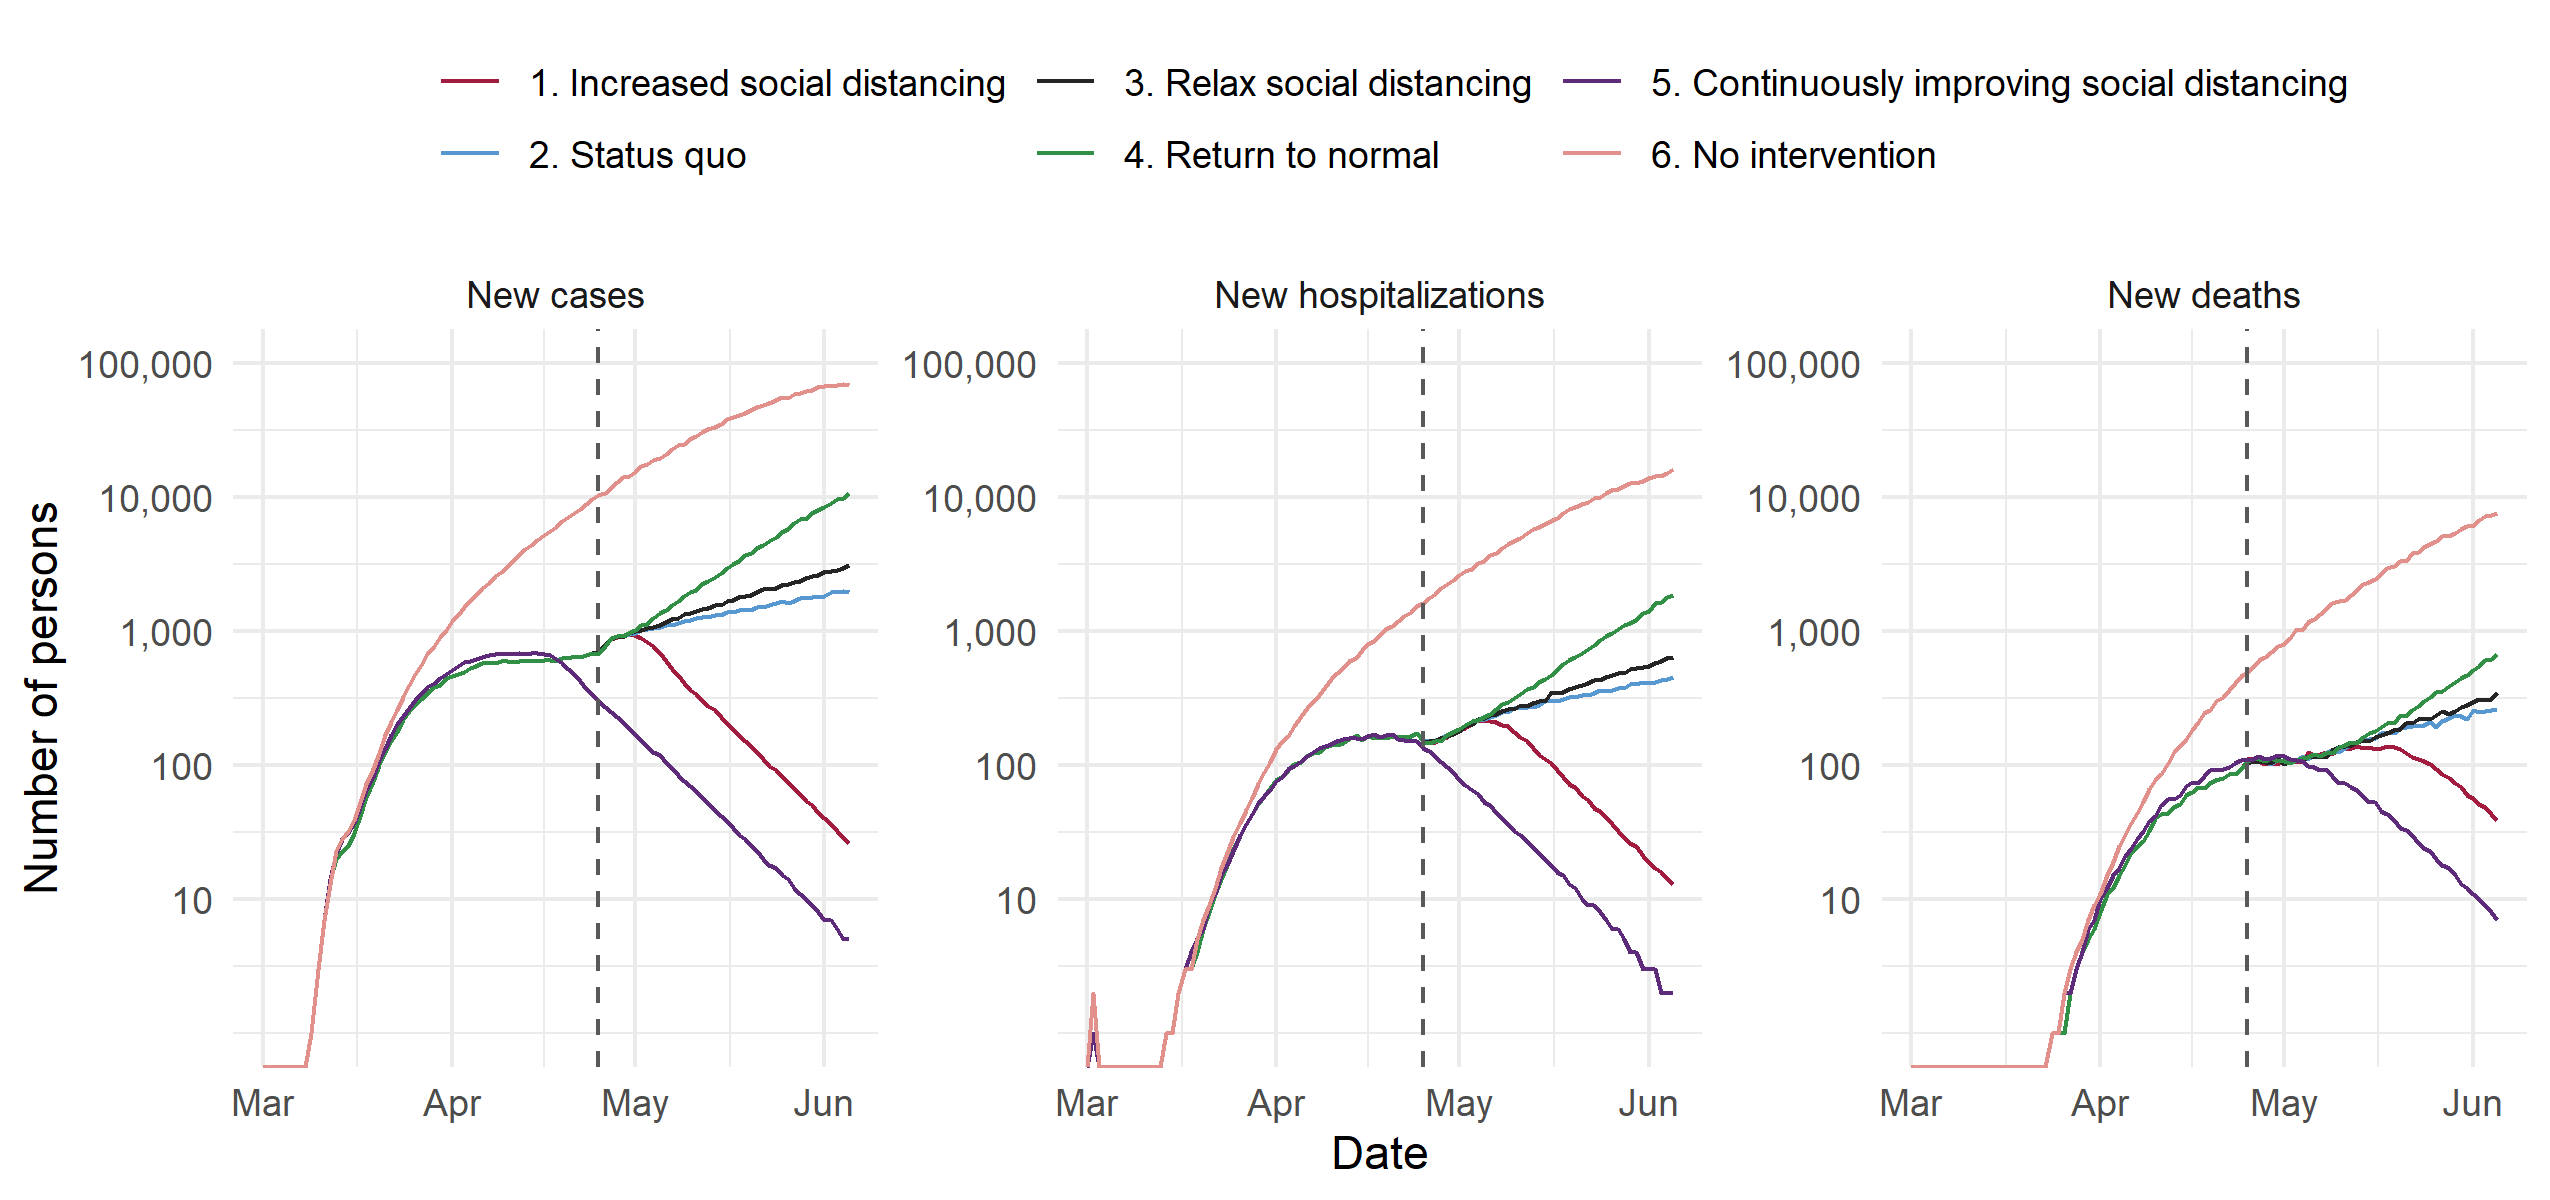 1. Increased social distancing
3. Relax social distancing
5. Continuously improving social distancing
2. Status quo
4. Return to normal
6. No intervention
New cases
New hospitalizations
New deaths
Number of persons
100,000
10,000
1,000
100
10
100,000
10,000
1,000
100
10
100,000
10,000
1,000
100
10
Mar Apr May Jun
Mar Apr May Jun
Mar Apr May Jun
Date